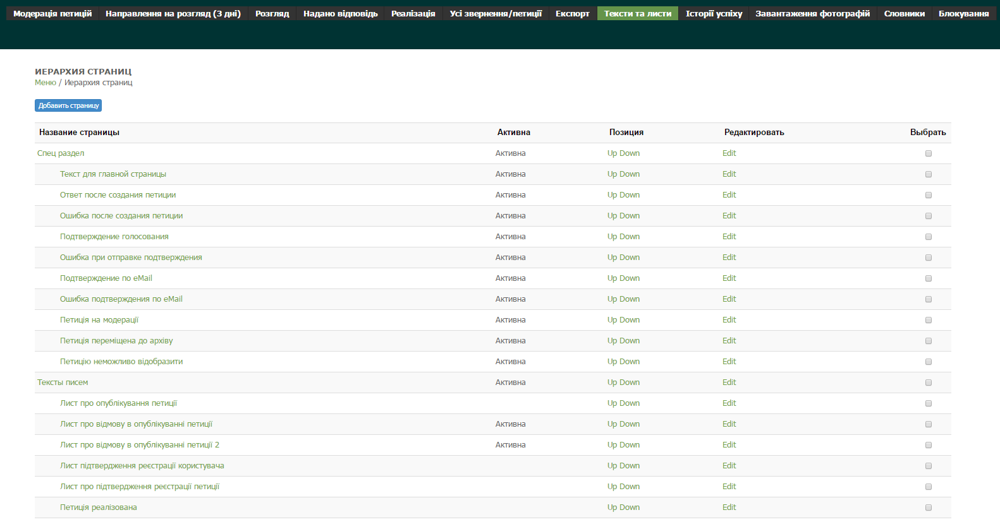 Модерація петицій Направлення на розгляд (3 дні) Розгляд Надано відповідь Реалізація Усі звернення/петиції Експорт Тексти та листи Історії успіху Завантаження фотографій Словники Блокування
ИЕРАРХИЯ СТРАНИЦ
Меню / Иерархия страниц
Добавить страницу
Название страницы Активна Позиция Редактировать Выбрать
Спец раздел Активна Up Down Edit
Текст для главной страницы Активна Up Down Edit
Ответ после создания петиции Активна Up Down Edit
Ошибка после создания петиции Активна Up Down Edit
Подтверждение голосования Активна Up Down Edit
Ошибка при отправке подтверждения Активна Up Down Edit
Подтверждение по eMail Активна Up Down Edit
Ошибка подтверждения по eMail Активна Up Down Edit
Петиція на модерації Активна Up Down Edit
Петиція переміщена до архіву Активна Up Down Edit
Петицію неможливо відобразити Активна Up Down Edit
Тексты писем Активна Up Down Edit
Лист про опублікування петиції Up Down Edit
Лист про відмову в опублікуванні петиції Активна Up Down Edit
Лист про відмову в опублікуванні петиції 2 Активна Up Down Edit
Лист підтвердження реєстрації користувача Up Down Edit
Лист про підтвердження реєстрації петиції Up Down Edit
Петиція реалізована Up Down Edit